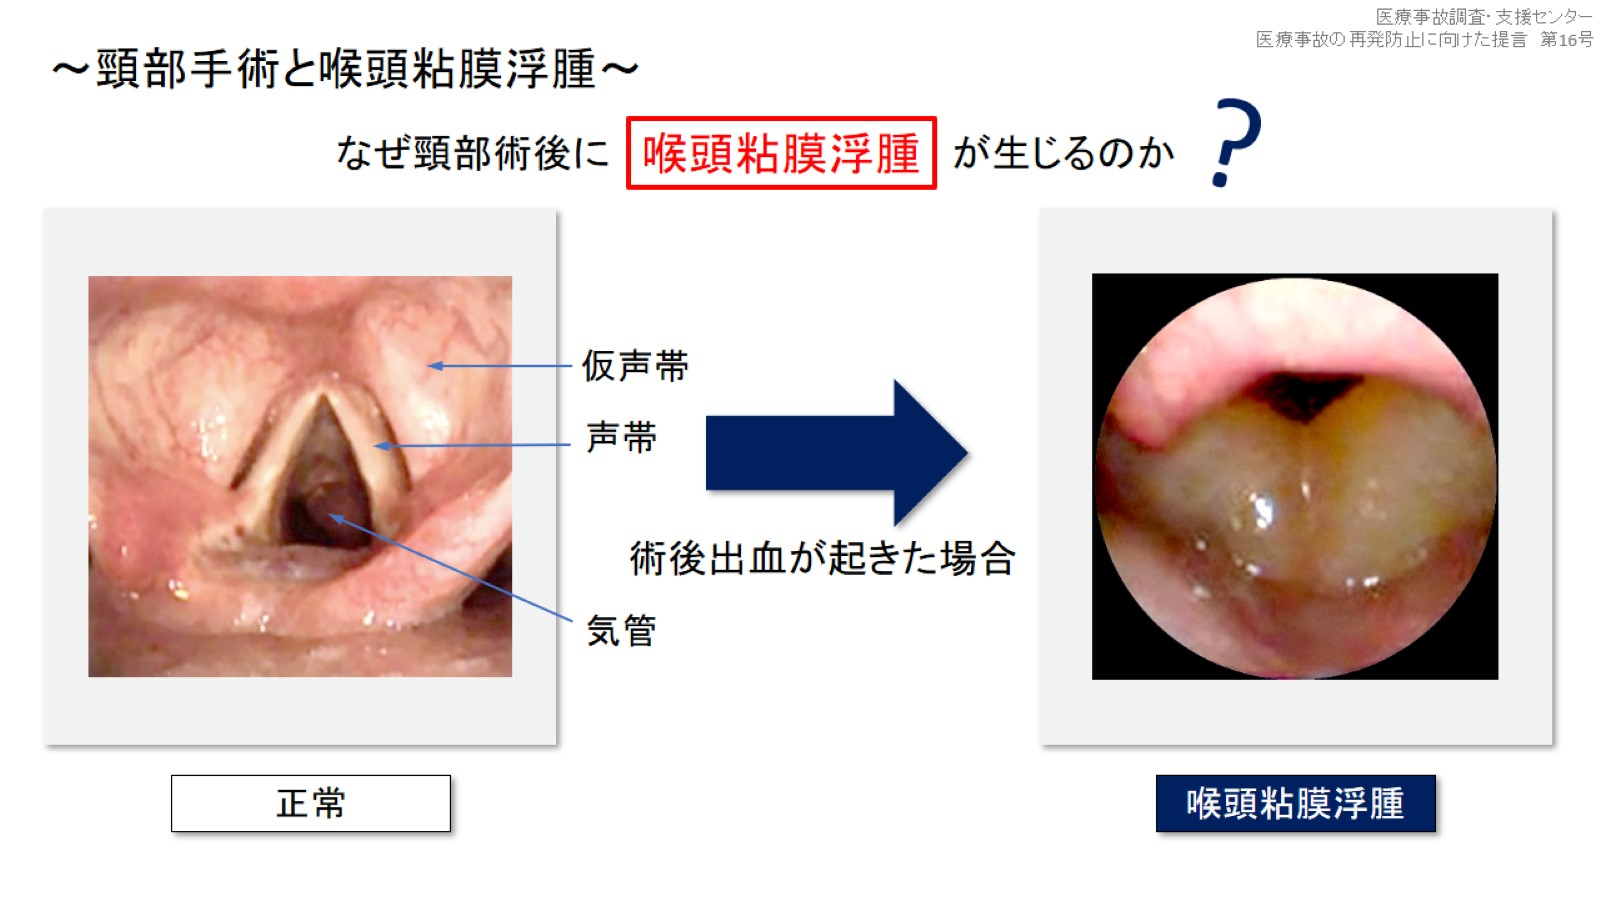 医療事故調査・支援センター
医療事故の再発防止に向けた提言 第16号
～頸部手術と喉頭粘膜浮腫～
なぜ頸部術後に 喉頭粘膜浮腫 が生じるのか ?
仮声帯
声帯
術後出血が起きた場合
気管
正常
喉頭粘膜浮腫